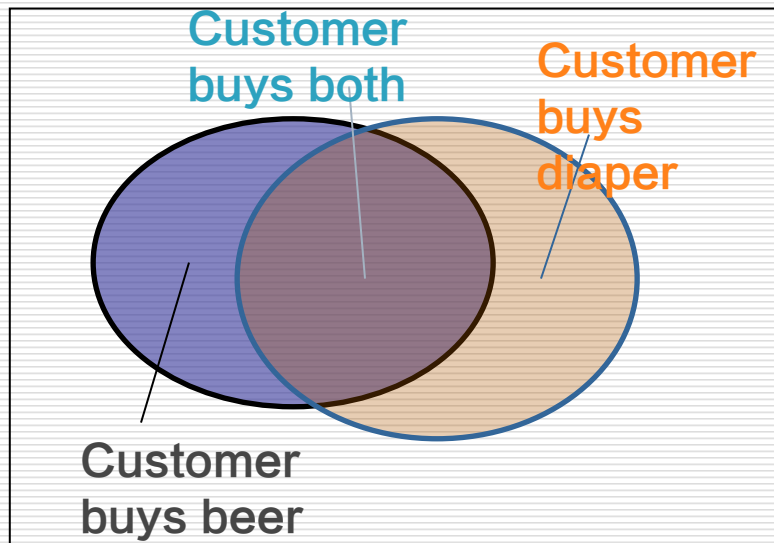 Customer
buys both
Customer
buys
diaper
Customer
buys beer